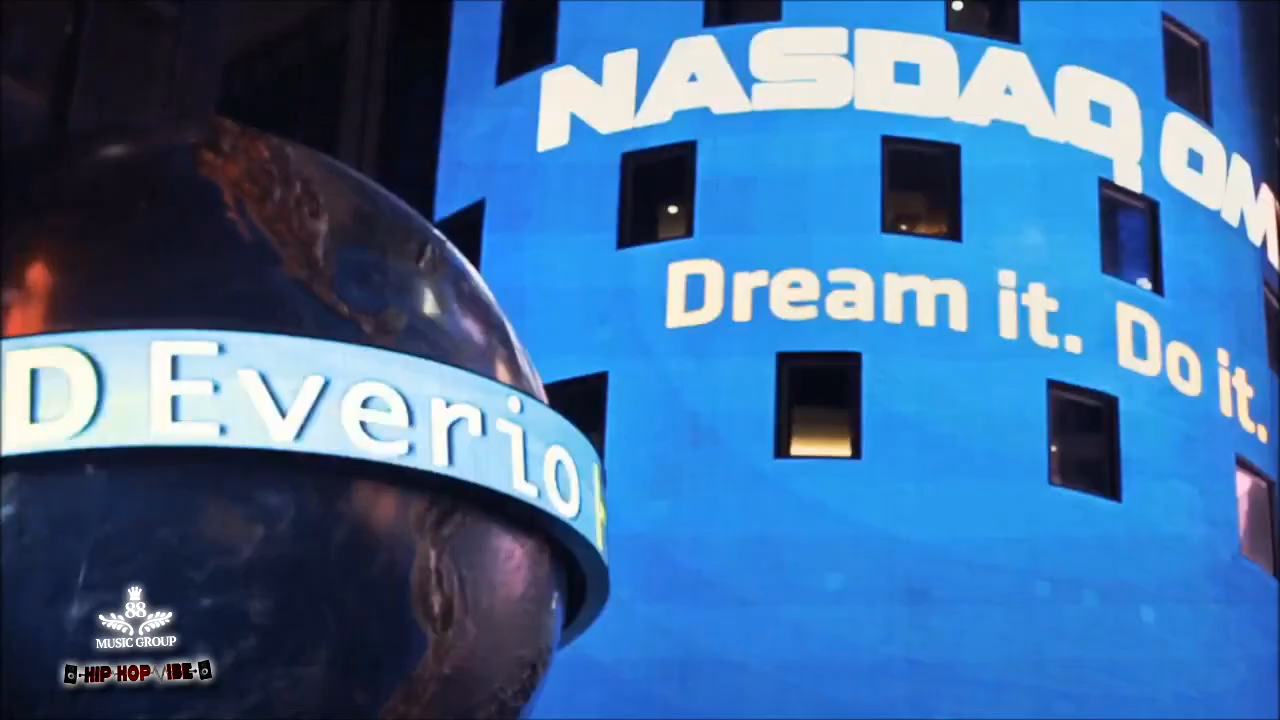 NASDAQ OM
Dream it. Do it.
D Everio
88
MUSIC GROUP
HIP HOP VIBE